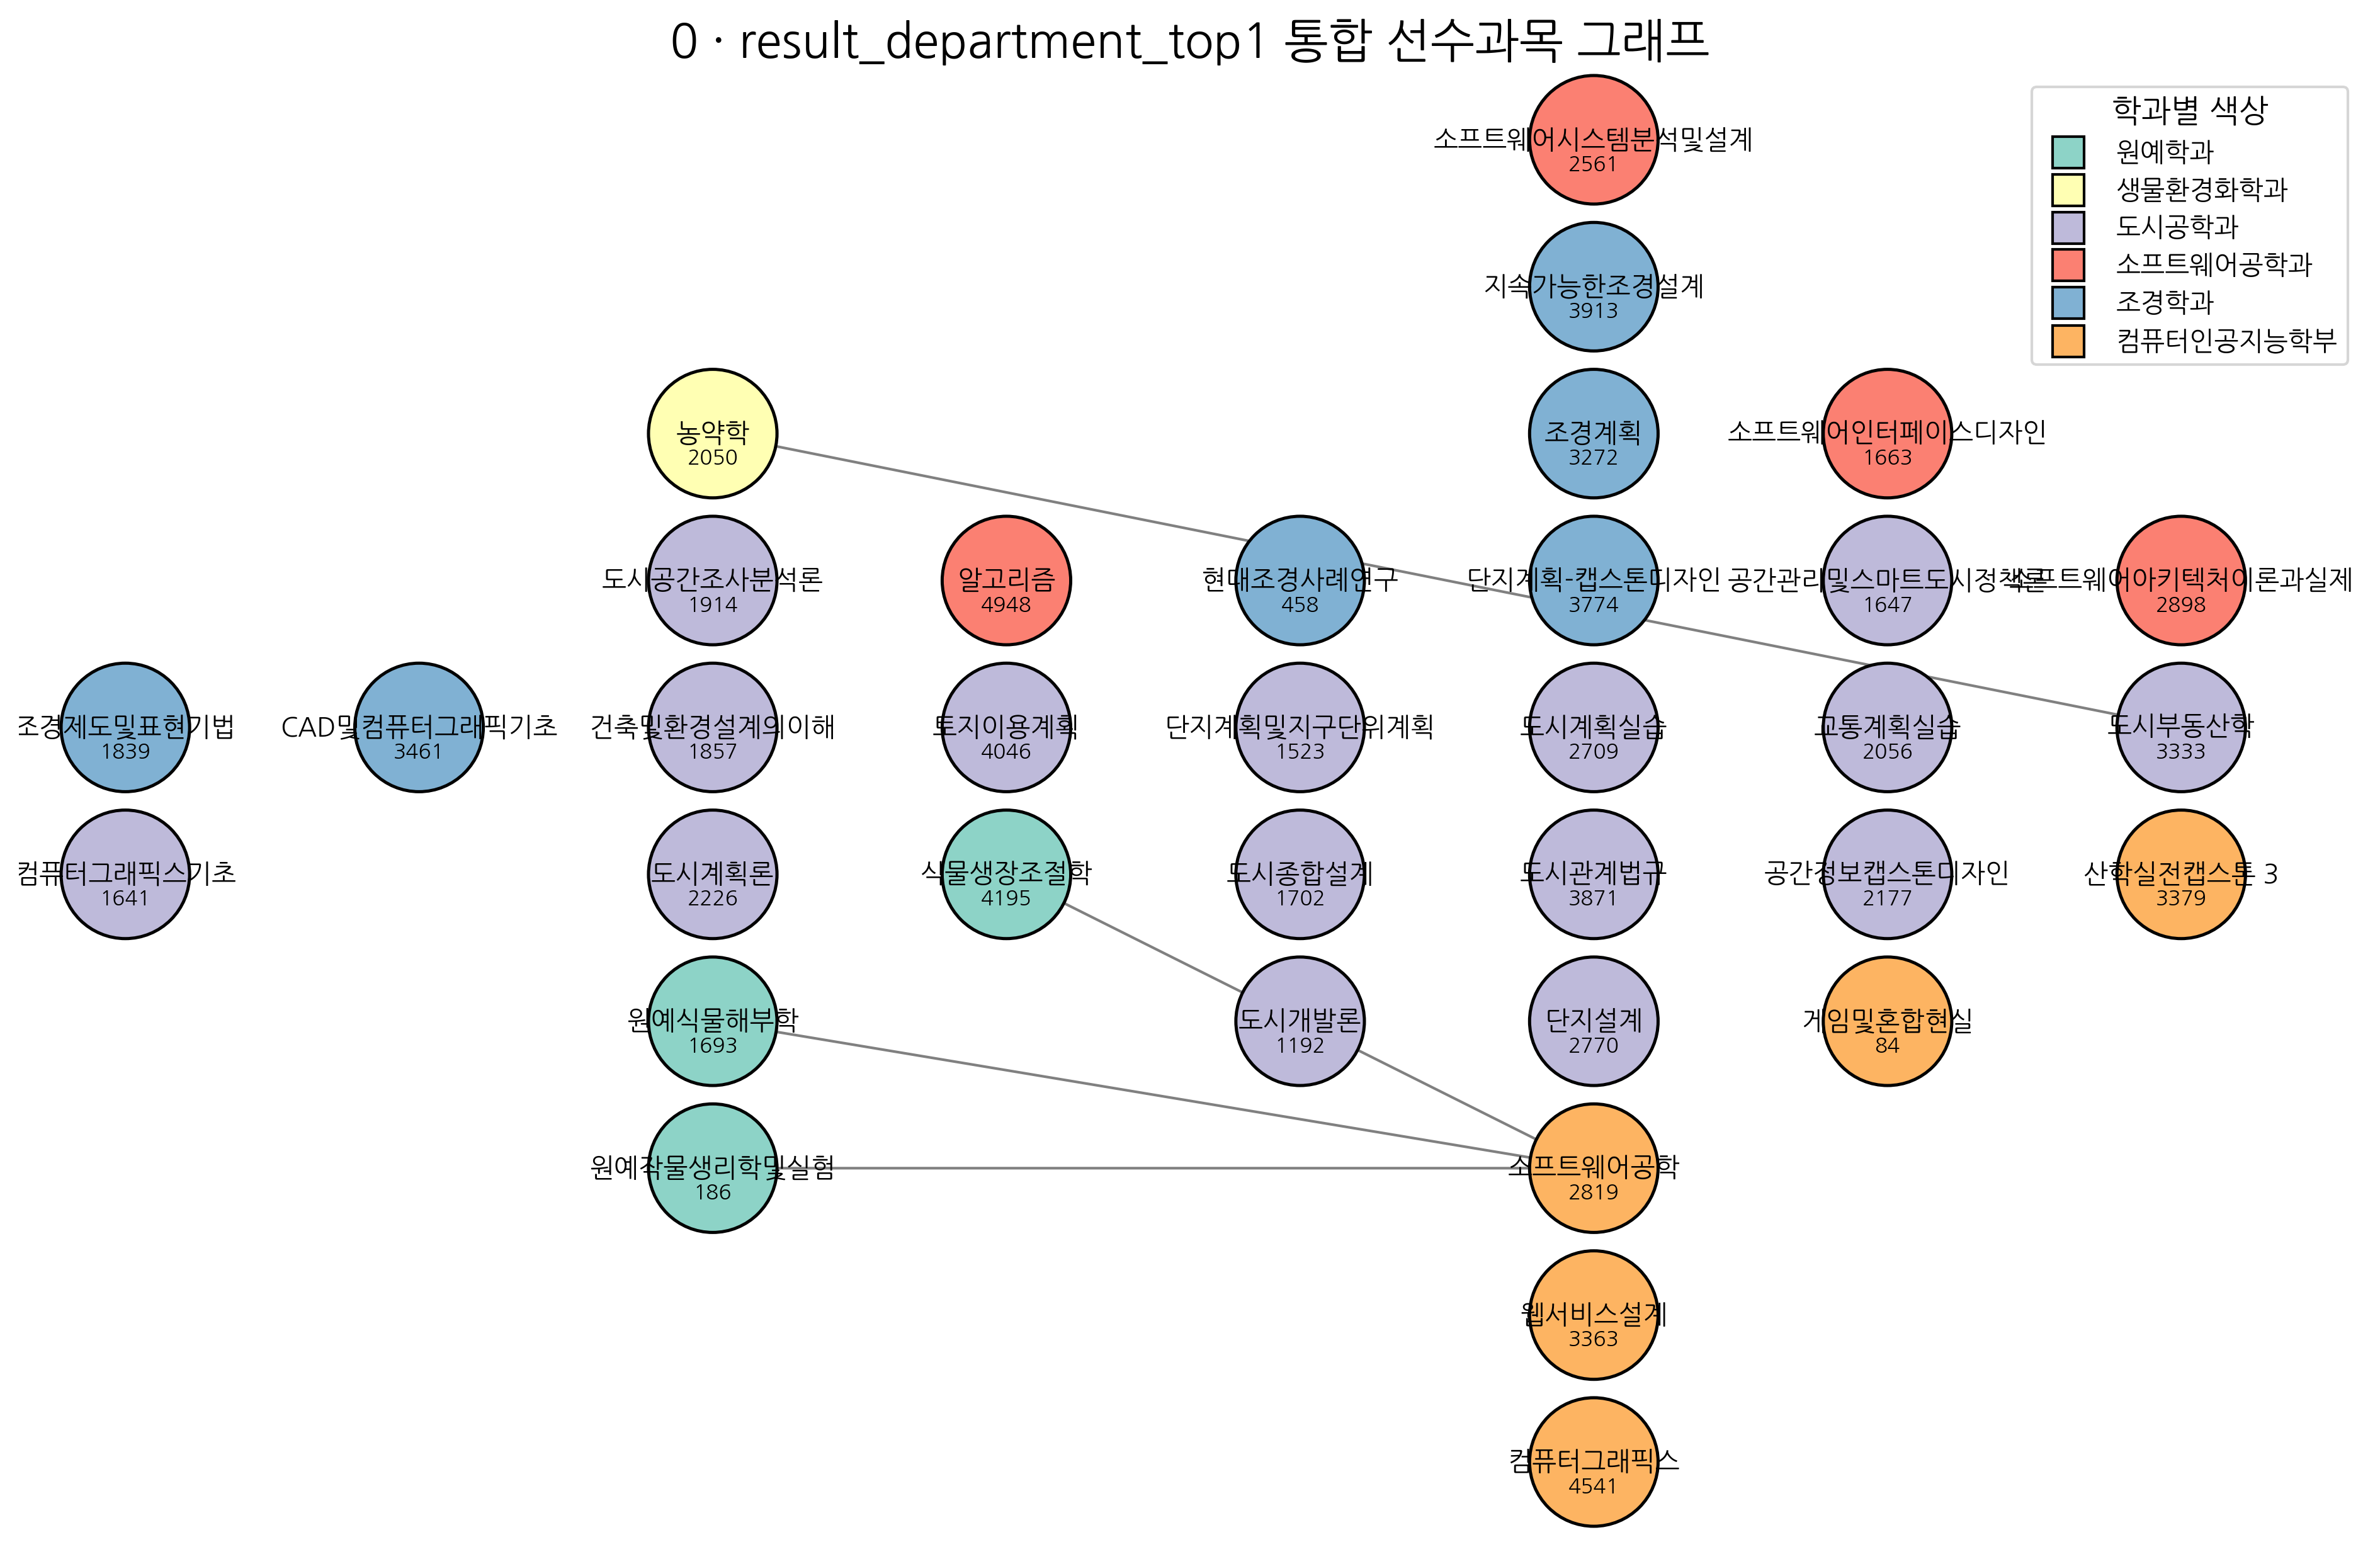 0 · result_department_top1 통합 선수과목 그래프
학과별 색상
원예학과
생물환경화학과
도시공학과
소프트웨어공학과
조경학과
컴퓨터인공지능학부
소프트웨어시스템분석및설계
2561
지속가능한조경설계
3913
농약학
2050
조경계획
3272
소프트웨어인터페이스디자인
1663
도시공간조사분석론
1914
알고리즘
4948
현대조경사례연구
458
단지계획-캡스톤디자인
3774
공간관리및스마트도시정책론
1647
소프트웨어아키텍처이론과실제
2898
조경제도및표현기법
1839
CAD및컴퓨터그래픽기초
3461
건축및환경설계의이해
1857
토지이용계획
4046
단지계획및지구단위계획
1523
도시계획실습
2709
교통계획실습
2056
도시부동산학
3333
컴퓨터그래픽스기초
1641
도시계획론
2226
식물생장조절학
4195
도시종합설계
1702
도시관계법규
3871
공간정보캡스톤디자인
2177
산학실전캡스톤 3
3379
원예식물해부학
1693
도시개발론
1192
단지설계
2770
게임및혼합현실
84
원예작물생리학및실험
186
소프트웨어공학
2819
웹서비스설계
3363
컴퓨터그래픽스
4541